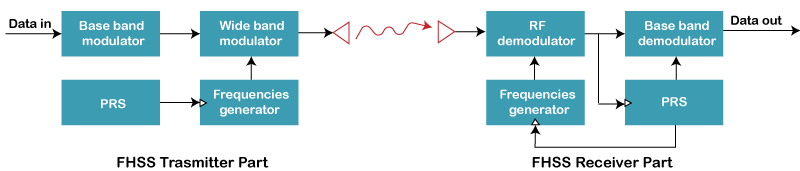 Data in
Base band
modulator
Wide band
modulator
RF
demodulator
Base band
demodulator
Data out
PRS
Frequencies
generator
Frequencies
generator
PRS
FHSS Trasmitter Part
FHSS Receiver Part